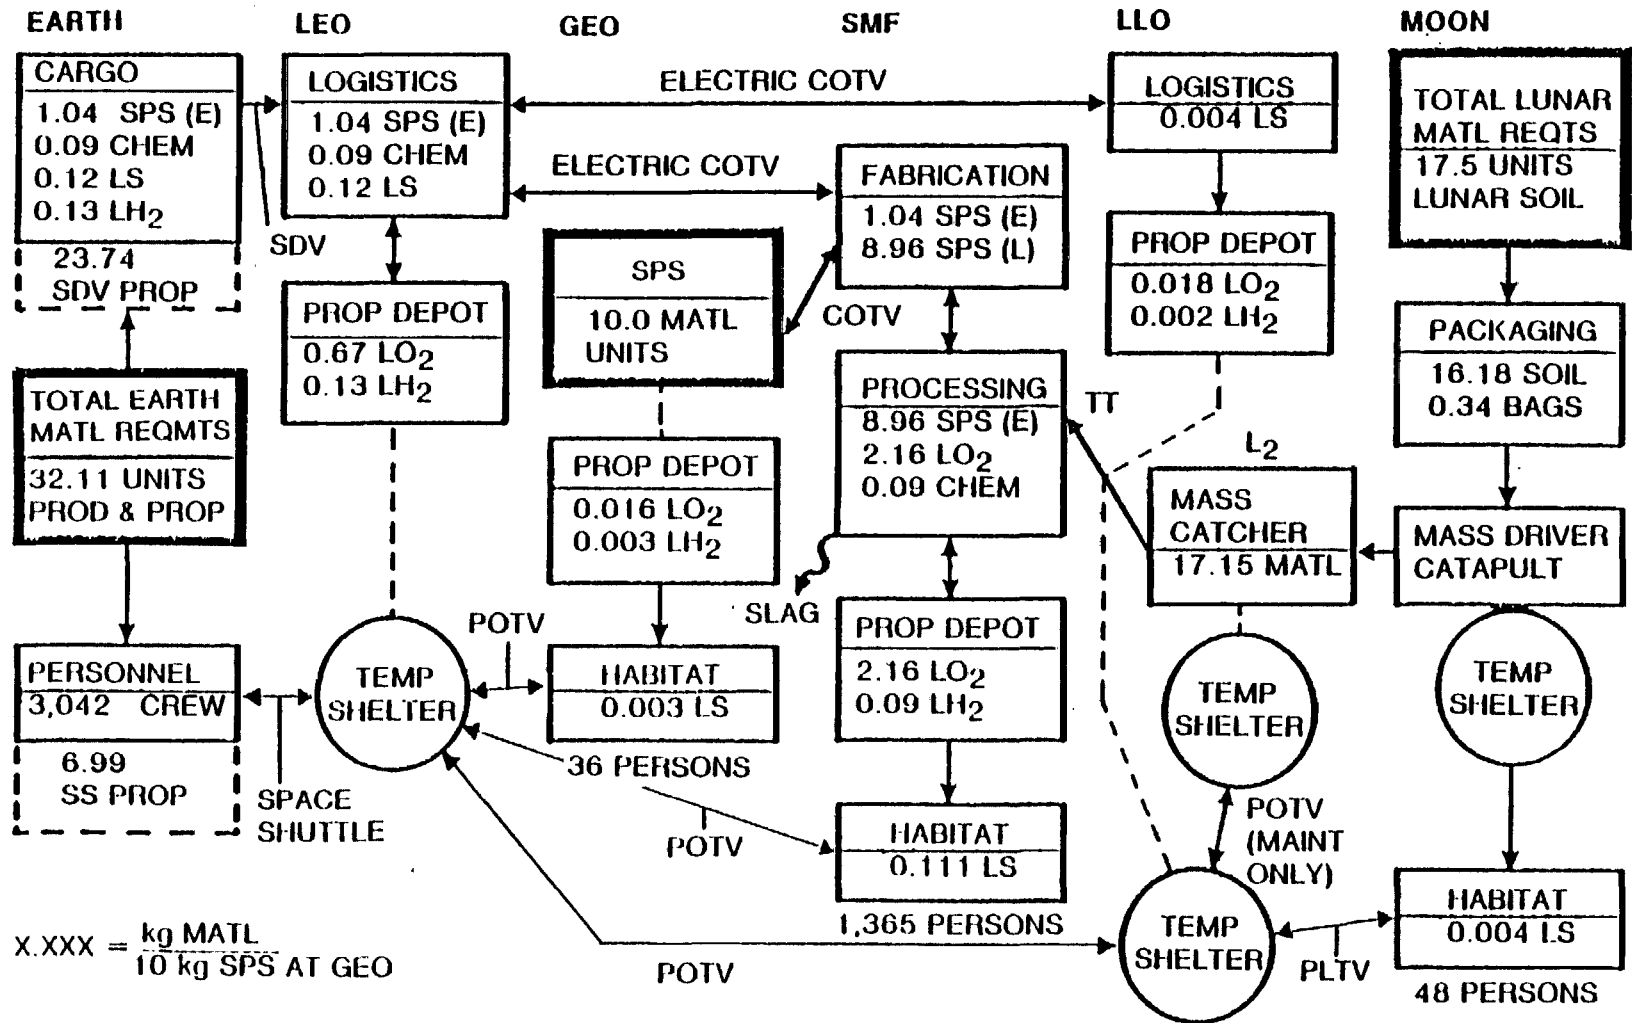 EARTH
LEO
GEO
SMF
LLO
MOON
CARGO
1.04 SPS (E)
0.09 CHEM
0.12 LS
0.13 LH2
23.74
SDV PROP
SDV
TOTAL EARTH
MATL REQMTS
32.11 UNITS
PROD & PROP
PERSONNEL
3,042 CREW
6.99
SS PROP
SPACE
SHUTTLE
X.XXX = kg MATL
10 kg SPS AT GEO
LOGISTICS
1.04 SPS (E)
0.09 CHEM
0.12 LS
PROP DEPOT
0.67 LO2
0.13 LH2
TEMP
SHELTER
POTV
ELECTRIC COTV
ELECTRIC COTV
SPS
10.0 MATL
UNITS
PROP DEPOT
0.016 LO2
0.003 LH2
HABITAT
0.003 LS
36 PERSONS
POTV
POTV
FABRICATION
1.04 SPS (E)
8.96 SPS (L)
COTV
PROCESSING
8.96 SPS (E)
2.16 LO2
0.09 CHEM
SLAG
PROP DEPOT
2.16 LO2
0.09 LH2
HABITAT
0.111 LS
1,365 PERSONS
LOGISTICS
0.004 LS
PROP DEPOT
0.018 LO2
0.002 LH2
TT
L2
MASS
CATCHER
17.15 MATL
TEMP
SHELTER
POTV
(MAINT
ONLY)
TEMP
SHELTER
PLTV
TOTAL LUNAR
MATL REQTS
17.5 UNITS
LUNAR SOIL
PACKAGING
16.18 SOIL
0.34 BAGS
MASS DRIVER
CATAPULT
TEMP
SHELTER
HABITAT
0.004 LS
48 PERSONS